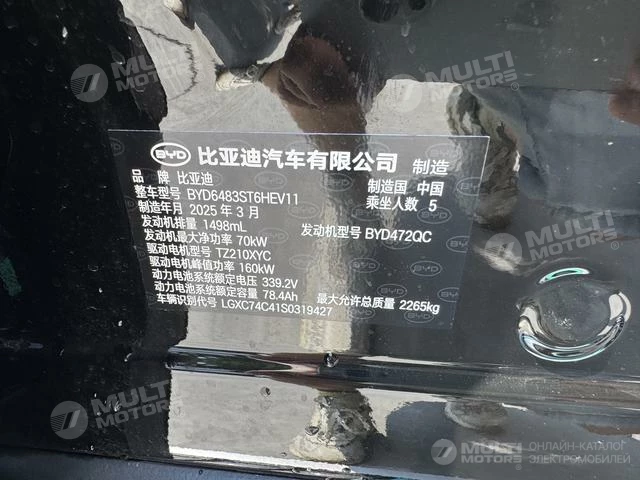 BYD 比亚迪汽车有限公司 制造
品 牌 比亚迪
制造国 中国
整车型号 BYD6483ST6HEV11
乘坐人数 5
制造年月 2025 年 3 月
发动机排量 1498mL
发动机型号 BYD472QC
发动机最大净功率 70kW
驱动电机型号 TZ210XYC
驱动电机峰值功率 160kW
动力电池系统额定电压 339.2V
动力电池系统额定容量 78.4Ah
最大允许总质量 2265kg
车辆识别代号 LGXC74C41S0319427
MULTI MOTORS
MULTI MOTORS
MULTI MOTORS
MULTI MOTORS
MULTI MOTORS
ОНЛАЙН-КАТАЛОГ
ЭЛЕКТРОМОБИЛЕЙ